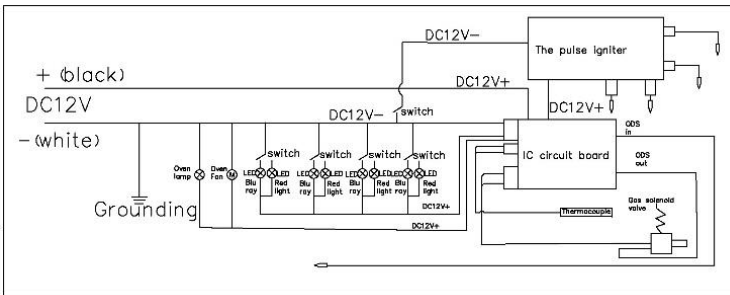 DC12V-
The pulse igniter
+ (black)
DC12V+
DC12V
DC12V-
switch
DC12V+
-(white)
ODS
in
switch
switch
switch
switch
IC circuit board
Oven
lamp
Oven
Fan
M
LED
LED
LED
LED
LED
LED
LED
LED
ODS
out
Blu
ray
Red
light
Blu
ray
Red
light
Blu
ray
Red
light
Blu
ray
Red
light
Grounding
DC12V+
Thermocouple
Gas solnoid
valve
DC12V+